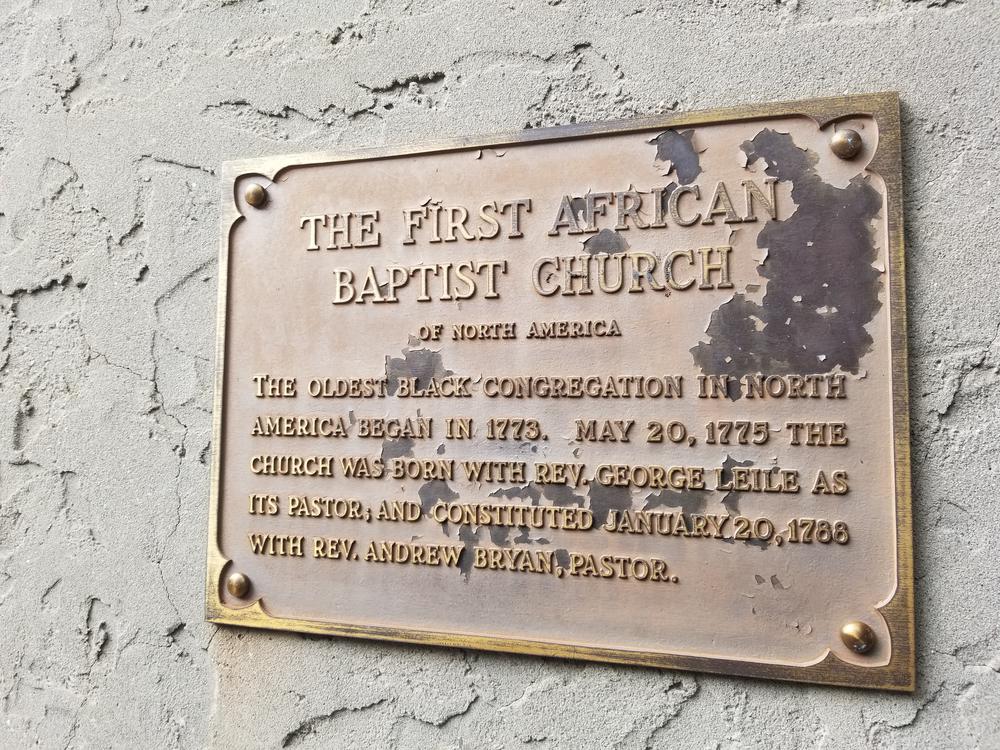 THE FIRST AFRICAN
BAPTIST CHURCH
OF NORTH AMERICA
THE OLDEST BLACK CONGREGATION IN NORTH
AMERICA BEGAN IN 1773. MAY 20, 1775 THE
CHURCH WAS BORN WITH REV. GEORGE LEILE AS
ITS PASTOR; AND CONSTITUTED JANUARY 20, 1788
WITH REV. ANDREW BRYAN, PASTOR.